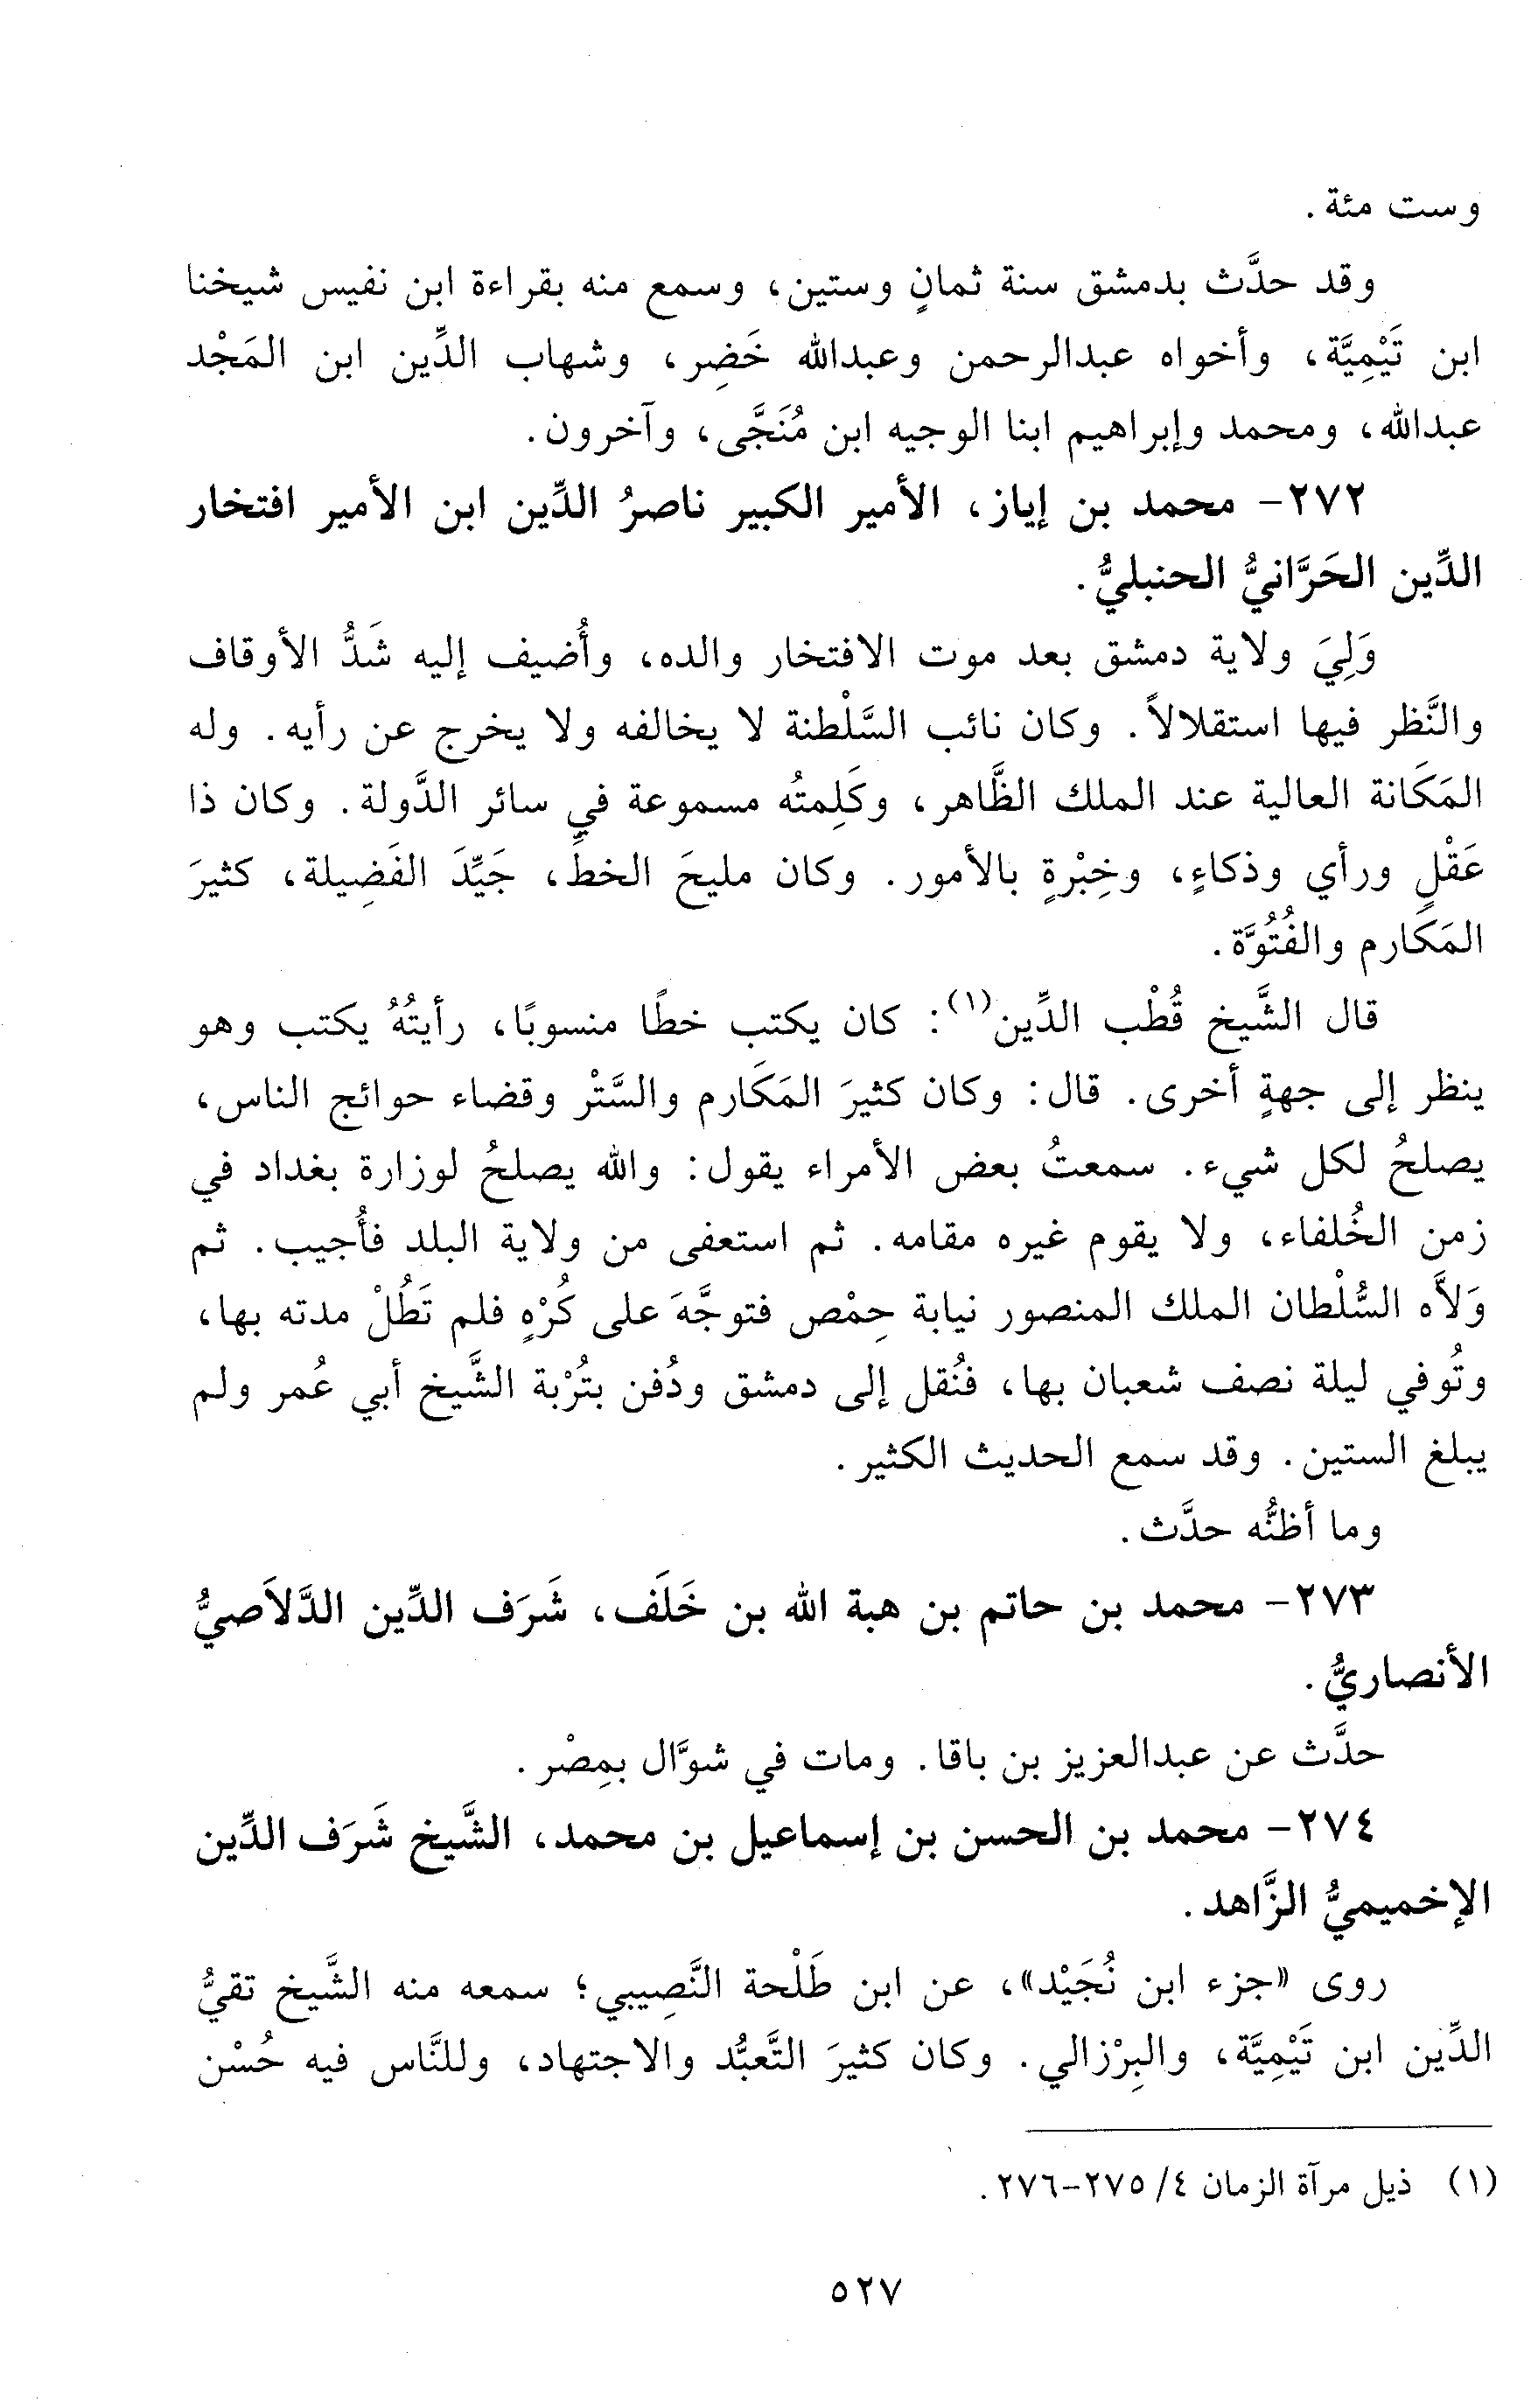 وست مئة.
وقد حدَّث بدمشق سنة ثمانٍ وستين، وسمع منه بقراءة ابن نفيس شيخنا
ابن تَيْمِيَّة، وأخواه عبدالرحمن وعبدالله خَضِر، وشهاب الدِّين ابن المَجْد
عبدالله، ومحمد وإبراهيم ابنا الوجيه ابن مُنَجَّى، وآخرون.
٢٧٢- محمد بن إياز، الأمير الكبير ناصرُ الدِّين ابن الأمير افتخار
الدِّين الحَرَّانيُّ الحنبليُّ.
وَلِيَ ولاية دمشق بعد موت الافتخار والده، وأُضيف إليه شَدُّ الأوقاف
والنَّظر فيها استقلالاً. وكان نائب السَّلْطنة لا يخالفه ولا يخرج عن رأيه. وله
المَكَانة العالية عند الملك الظَّاهر، وكَلِمتُه مسموعة في سائر الدَّولة. وكان ذا
عَقْلٍ ورأي وذكاءٍ، وخِبْرةٍ بالأمور. وكان مليحَ الخطِّ، جَيِّدَ الفَضِيلة، كثيرَ
المَكَارم والفُتُوَّة.
قال الشَّيخ قُطْب الدِّين(١): كان يكتب خطًا منسوبًا، رأيتُهُ يكتب وهو
ينظر إلى جهةٍ أخرى. قال: وكان كثيرَ المَكَارم والسَّتْر وقضاء حوائج الناس،
يصلحُ لكل شيء. سمعتُ بعض الأمراء يقول: والله يصلحُ لوزارة بغداد في
زمن الخُلفاء، ولا يقوم غيره مقامه. ثم استعفى من ولاية البلد فأُجيب. ثم
وَلاَّه السُّلْطان الملك المنصور نيابة حِمْص فتوجَّهَ على كُرْهٍ فلم تَطُلْ مدته بها،
وتُوفي ليلة نصف شعبان بها، فنُقل إلى دمشق ودُفن بتُرْبة الشَّيخ أبي عُمر ولم
يبلغ الستين. وقد سمع الحديث الكثير.
وما أظنُّه حدَّث.
٢٧٣- محمد بن حاتم بن هبة الله بن خَلَف، شَرَف الدِّين الدَّلاَصيُّ
الأنصاريُّ.
حدَّث عن عبدالعزيز بن باقا. ومات في شوَّال بمِصْر.
٢٧٤- محمد بن الحسن بن إسماعيل بن محمد، الشَّيخ شَرَف الدِّين
الإخميميُّ الزَّاهد.
روى «جزء ابن نُجَيْد»، عن ابن طَلْحة النَّصِيبي؛ سمعه منه الشَّيخ تقيُّ
الدِّين ابن تَيْمِيَّة، والبِرْزالي. وكان كثيرَ التَّعبُّد والاجتهاد، وللنَّاس فيه حُسْن
(١) ذيل مرآة الزمان ٤/ ٢٧٥-٢٧٦.
٥٢٧